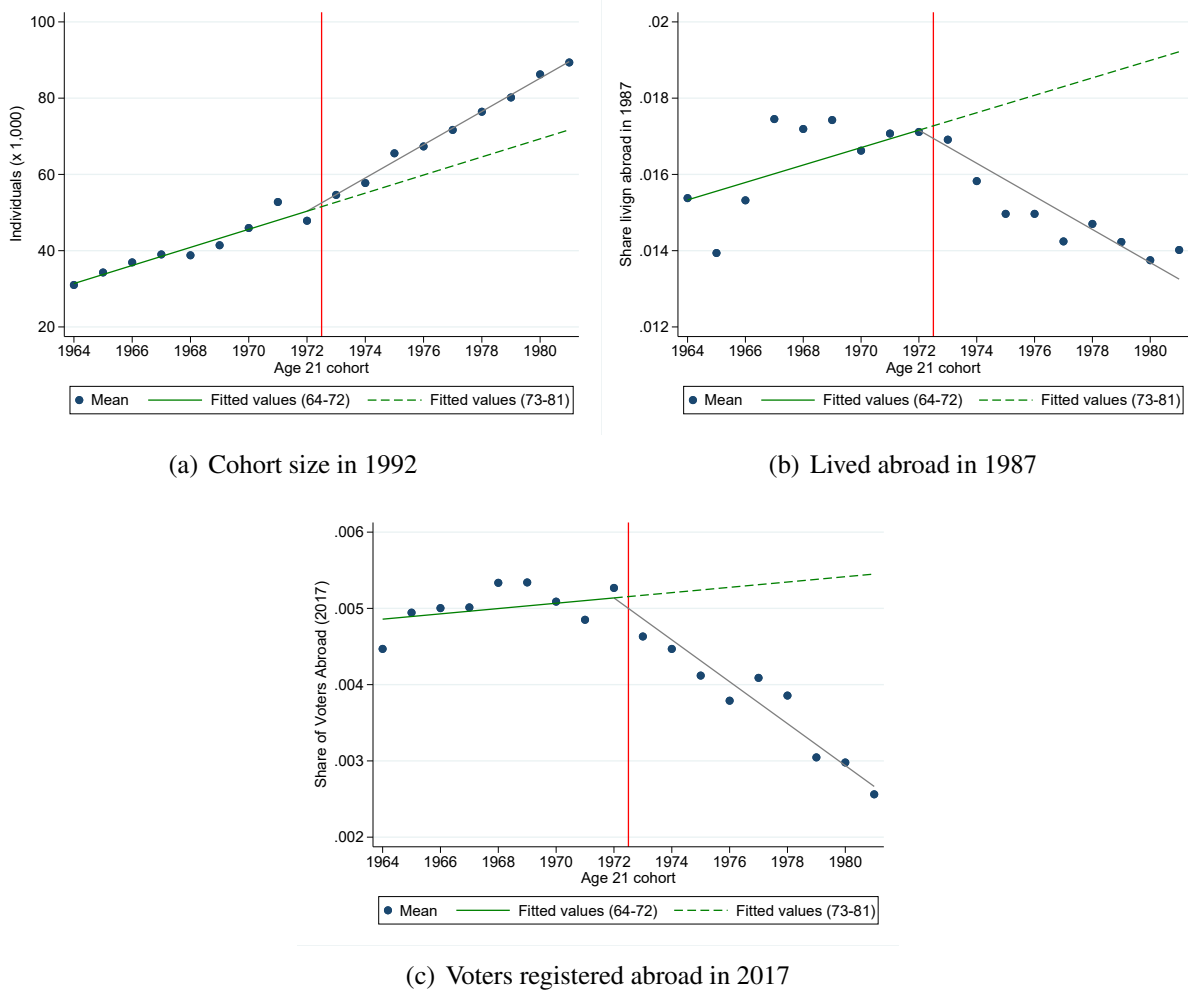 100
80
60
40
20
Individuals (x 1,000)
1964 1966 1968 1970 1972 1974 1976 1978 1980
Age 21 cohort
Mean Fitted values (64-72) Fitted values (73-81)
(a) Cohort size in 1992
.02
.018
.016
.014
.012
Share livign abroad in 1987
1964 1966 1968 1970 1972 1974 1976 1978 1980
Age 21 cohort
Mean Fitted values (64-72) Fitted values (73-81)
(b) Lived abroad in 1987
.006
.005
.004
.003
.002
Share of Voters Abroad (2017)
1964 1966 1968 1970 1972 1974 1976 1978 1980
Age 21 cohort
Mean Fitted values (64-72) Fitted values (73-81)
(c) Voters registered abroad in 2017